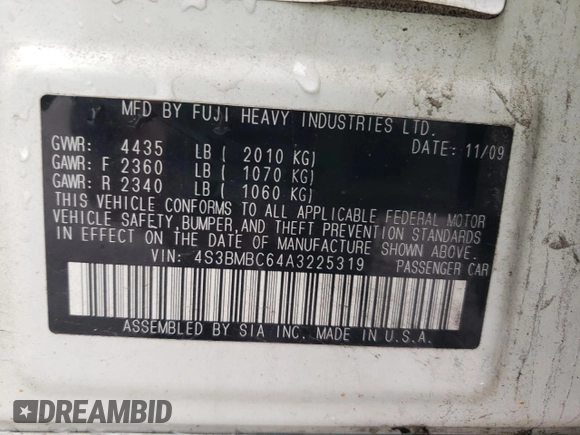 MFD BY FUJI HEAVY INDUSTRIES LTD.
GVWR: 4435 LB ( 2010 KG) DATE: 11/09
GAWR: F 2360 LB ( 1070 KG)
GAWR: R 2340 LB ( 1060 KG)
THIS VEHICLE CONFORMS TO ALL APPLICABLE FEDERAL MOTOR
VEHICLE SAFETY,BUMPER,AND THEFT PREVENTION STANDARDS
IN EFFECT ON THE DATE OF MANUFACTURE SHOWN ABOVE.
VIN: 4S3BMBC64A3225319 PASSENGER CAR
ASSEMBLED BY SIA INC. MADE IN U.S.A.
DREAMBID